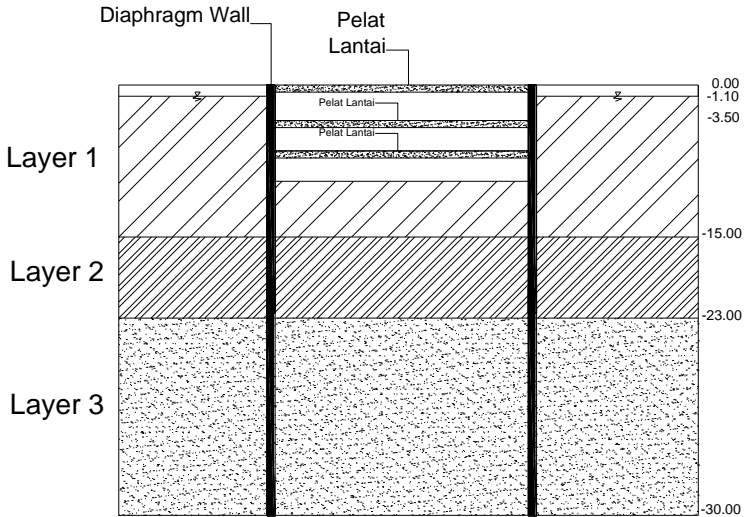 Diaphragm Wall
Pelat
Lantai
0.00
-1.10
Pelat Lantai
-3.50
Pelat Lantai
Layer 1
-15.00
Layer 2
-23.00
Layer 3
-30.00